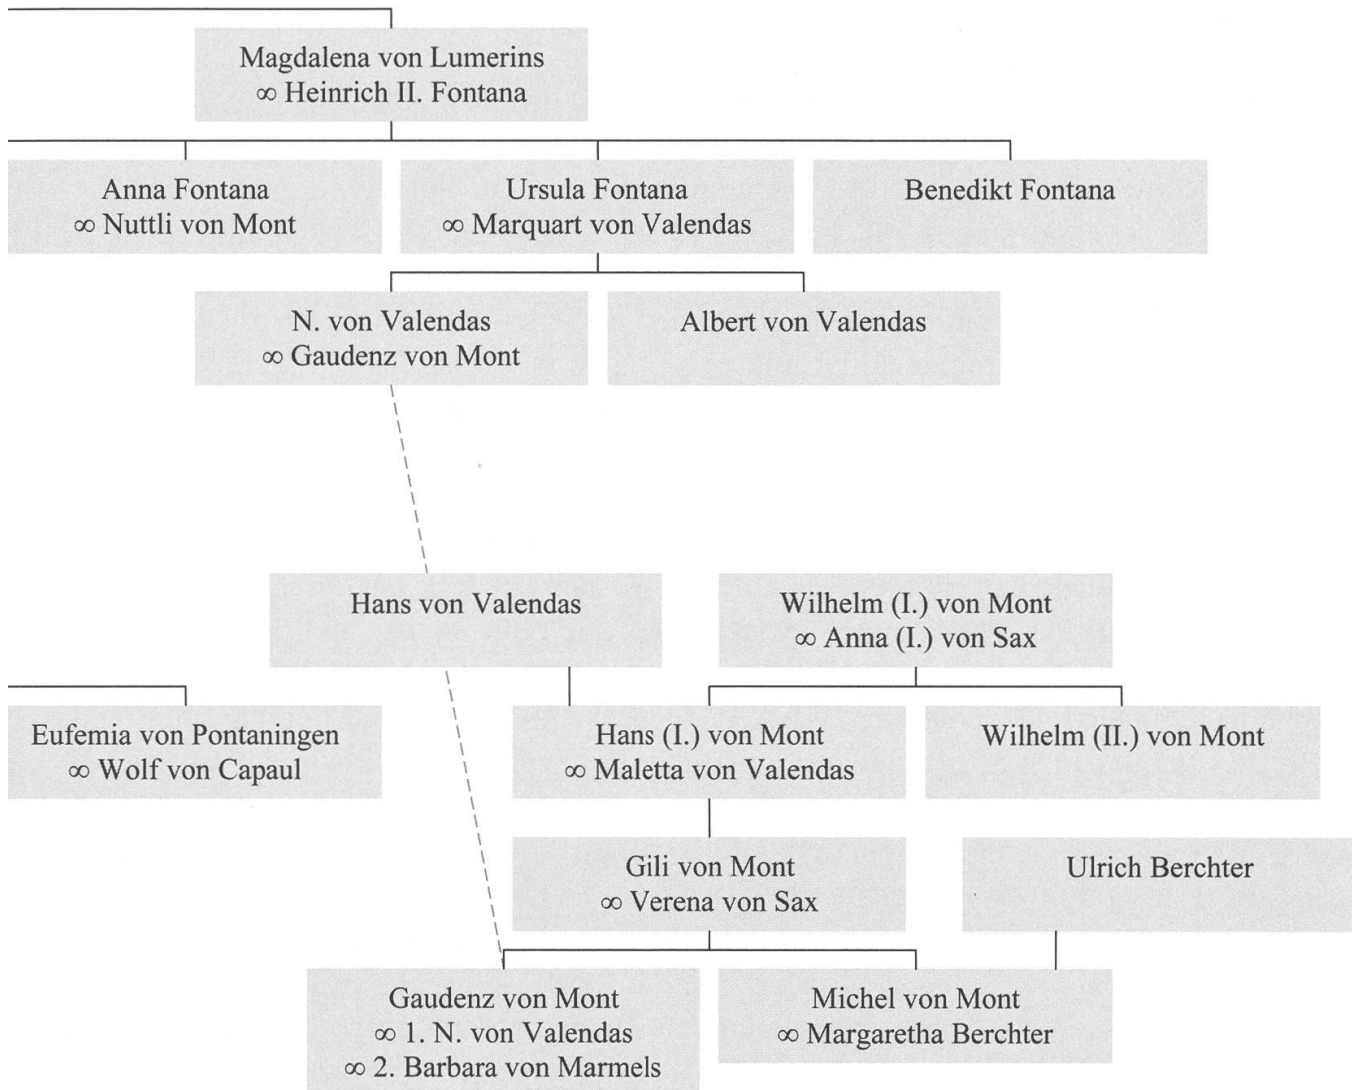 Magdalena von Lumerins
∞ Heinrich II. Fontana
Anna Fontana
∞ Nuttli von Mont
Ursula Fontana
∞ Marquart von Valendas
Benedikt Fontana
N. von Valendas
∞ Gaudenz von Mont
Albert von Valendas
Hans von Valendas
Wilhelm (I.) von Mont
∞ Anna (I.) von Sax
Eufemia von Pontaningen
∞ Wolf von Capaul
Hans (I.) von Mont
∞ Maletta von Valendas
Wilhelm (II.) von Mont
Gili von Mont
∞ Verena von Sax
Ulrich Berchter
Gaudenz von Mont
∞ 1. N. von Valendas
∞ 2. Barbara von Marmels
Michel von Mont
∞ Margaretha Berchter